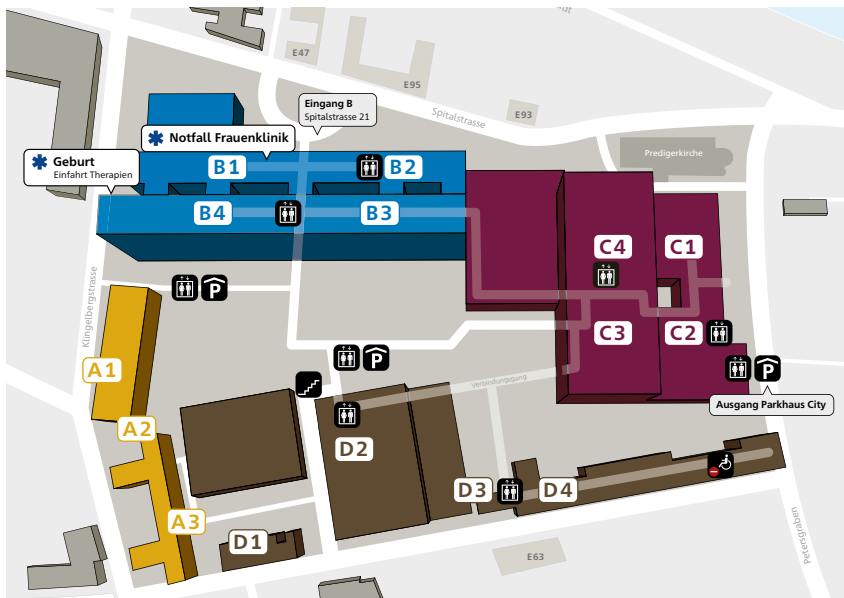 E47
E95
Eingang B
Spitalstrasse 21
Spitalstrasse
E93
Notfall Frauenklinik
Predigerkirche
Geburt
Einfahrt Therapien
B1
B2
B4
B3
C4
C1
Klingelbergstrasse
P
C3
C2
P
A1
Verbindungsgang
P
Ausgang Parkhaus City
A2
D2
D3
D4
A3
D1
Petersgraben
E63